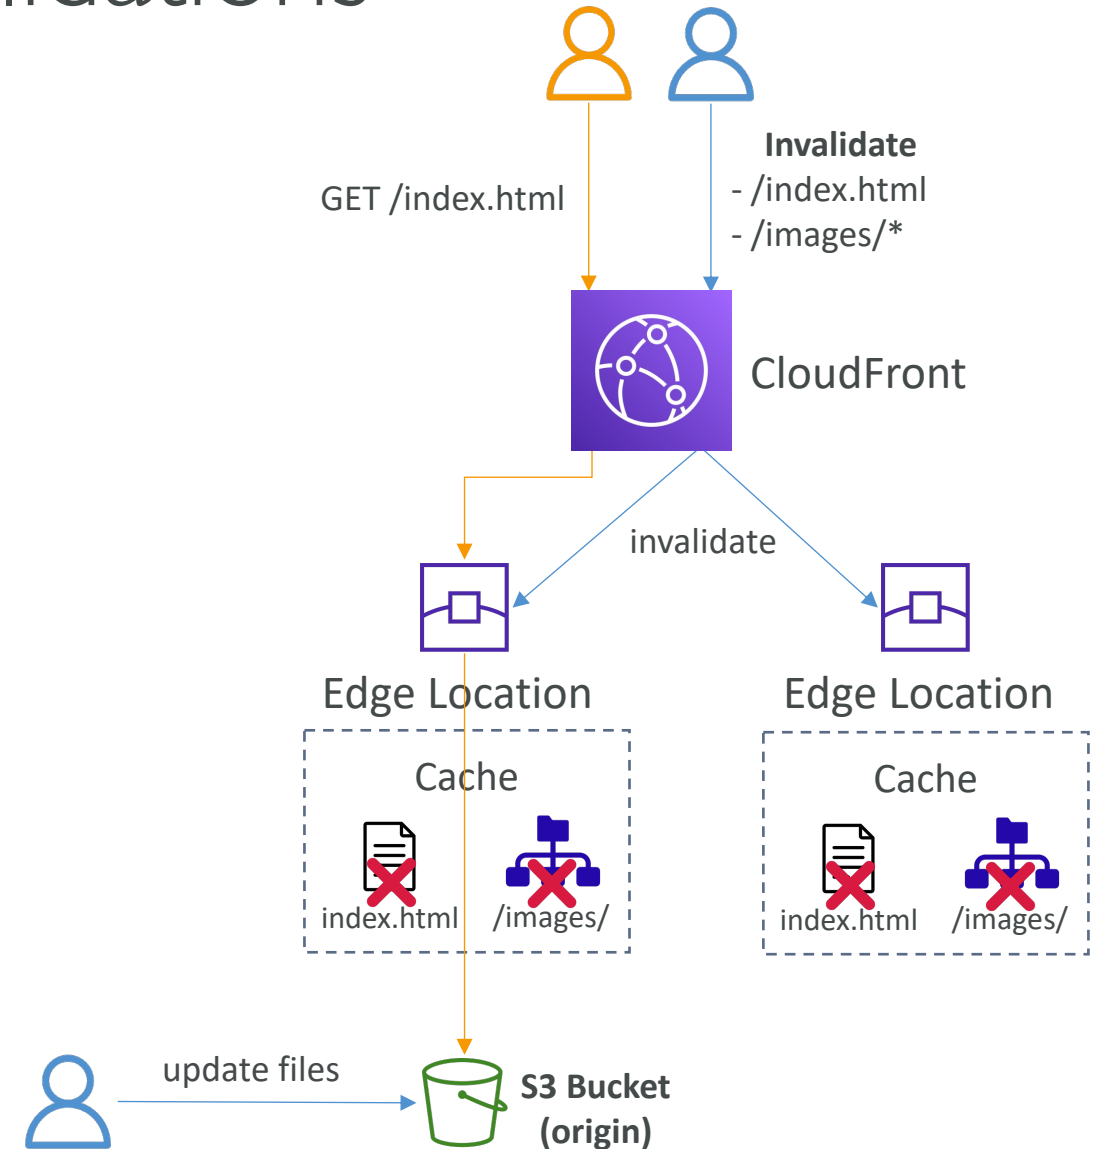 GET /index.html
Invalidate
- /index.html
- /images/*
CloudFront
invalidate
Edge Location
Edge Location
Cache
Cache
index.html
/images/
index.html
/images/
update files
S3 Bucket
(origin)